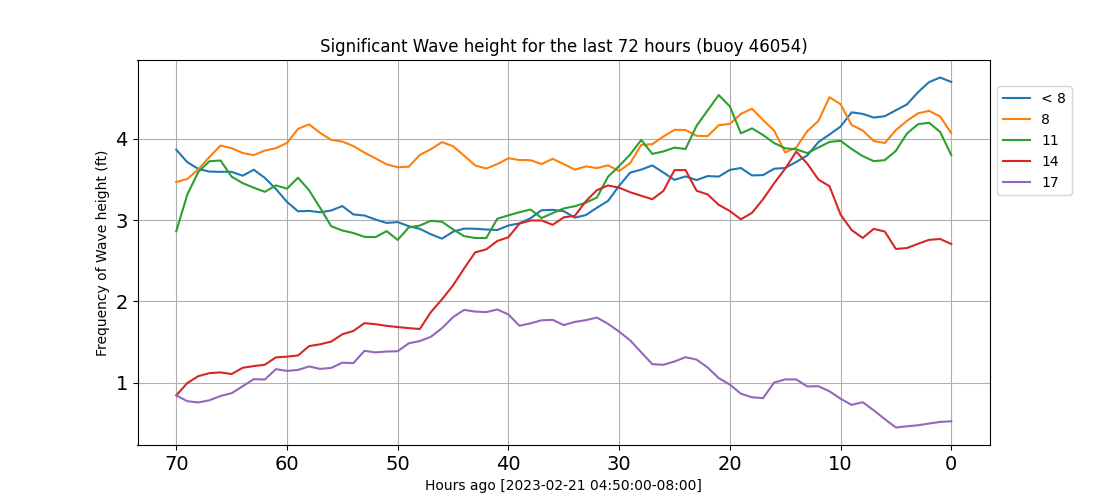 Significant Wave height for the last 72 hours (buoy 46054)
Frequency of Wave height (ft)
4
3
2
1
70 60 50 40 30 20 10 0
Hours ago [2023-02-21 04:50:00-08:00]
< 8
8
11
14
17